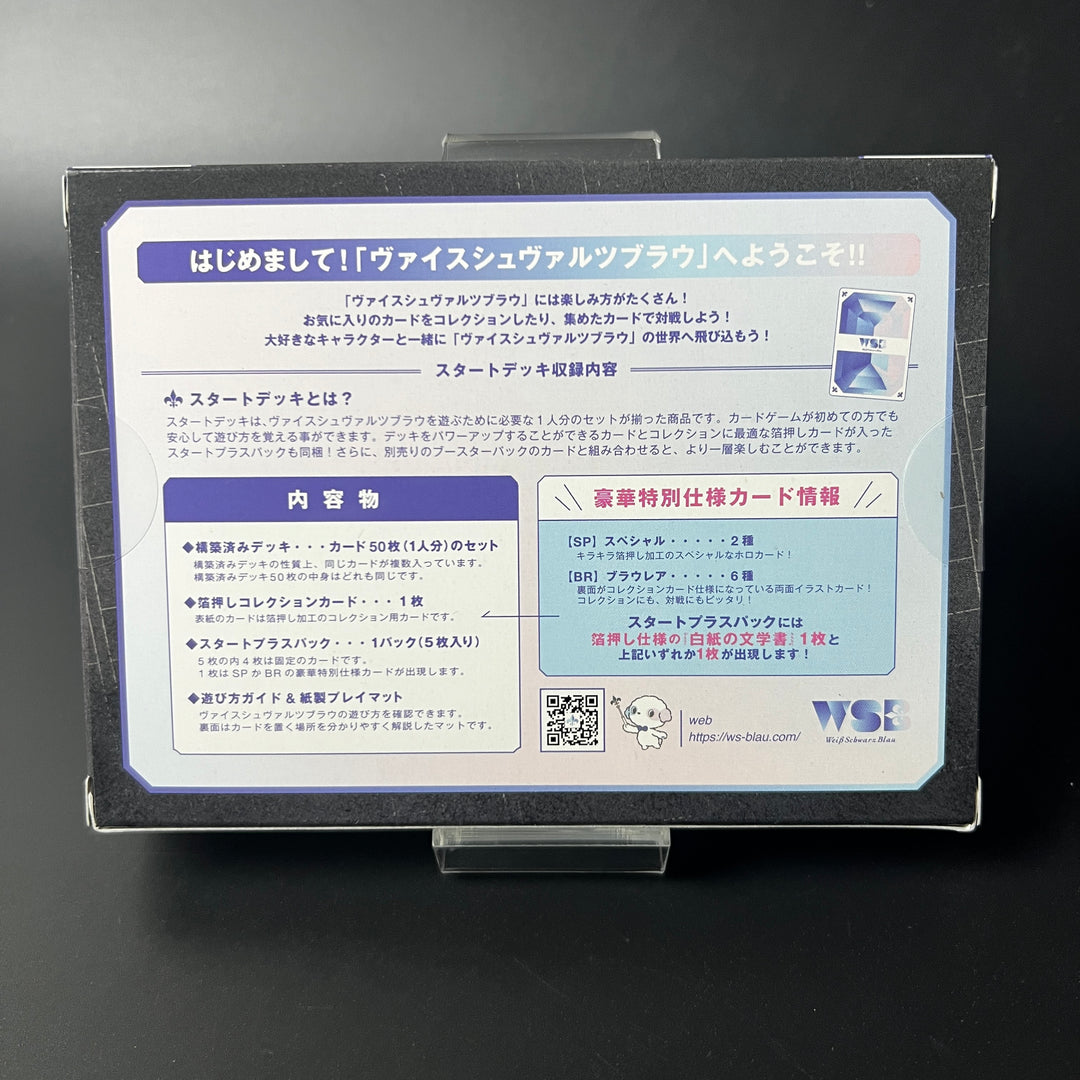 はじめまして!「ヴァイスシュヴァルツブラウ」へようこそ!!
「ヴァイスシュヴァルツブラウ」には楽しみ方がたくさん!
お気に入りのカードをコレクションしたり、集めたカードで対戦しよう!
大好きなキャラクターと一緒に「ヴァイスシュヴァルツブラウ」の世界へ飛び込もう!
WSB
スタートデッキ収録内容
スタートデッキとは?
スタートデッキは、ヴァイスシュヴァルツブラウを遊ぶために必要な1人分のセットが揃った商品です。カードゲームが初めての方でも
安心して遊び方を覚える事ができます。デッキをパワーアップすることができるカードとコレクションに最適な箔押しカードが入った
スタートプラスパックも同梱!さらに、別売りのブースターパックのカードと組み合わせると、より一層楽しむことができます。
内容物
◆構築済みデッキ・・・カード50枚(1人分)のセット
構築済みデッキの性質上、同じカードが複数入っています。
構築済みデッキ50枚の中身はどれも同じです。
◆箔押しコレクションカード・・・1枚
表紙のカードは箔押し加工のコレクション用カードです。
◆スタートプラスパック・・・1パック(5枚入り)
5枚の内4枚は固定のカードです。
1枚はSPかBRの豪華特別仕様カードが出現します。
◆遊び方ガイド&紙製プレイマット
ヴァイスシュヴァルツブラウの遊び方を確認できます。
裏面はカードを置く場所を分かりやすく解説したマットです。
豪華特別仕様カード情報
【SP】スペシャル・・・・・2種
キラキラ箔押し加工のスペシャルなホロカード!
【BR】ブラウレア・・・・・6種
裏面がコレクションカード仕様になっている両面イラストカード!
コレクションにも、対戦にもピッタリ!
スタートプラスパックには
箔押し仕様の「白紙の文学書」1枚と
上記いずれか1枚が出現します!
web
https://ws-blau.com/
WSB
Weiß Schwarz Blau